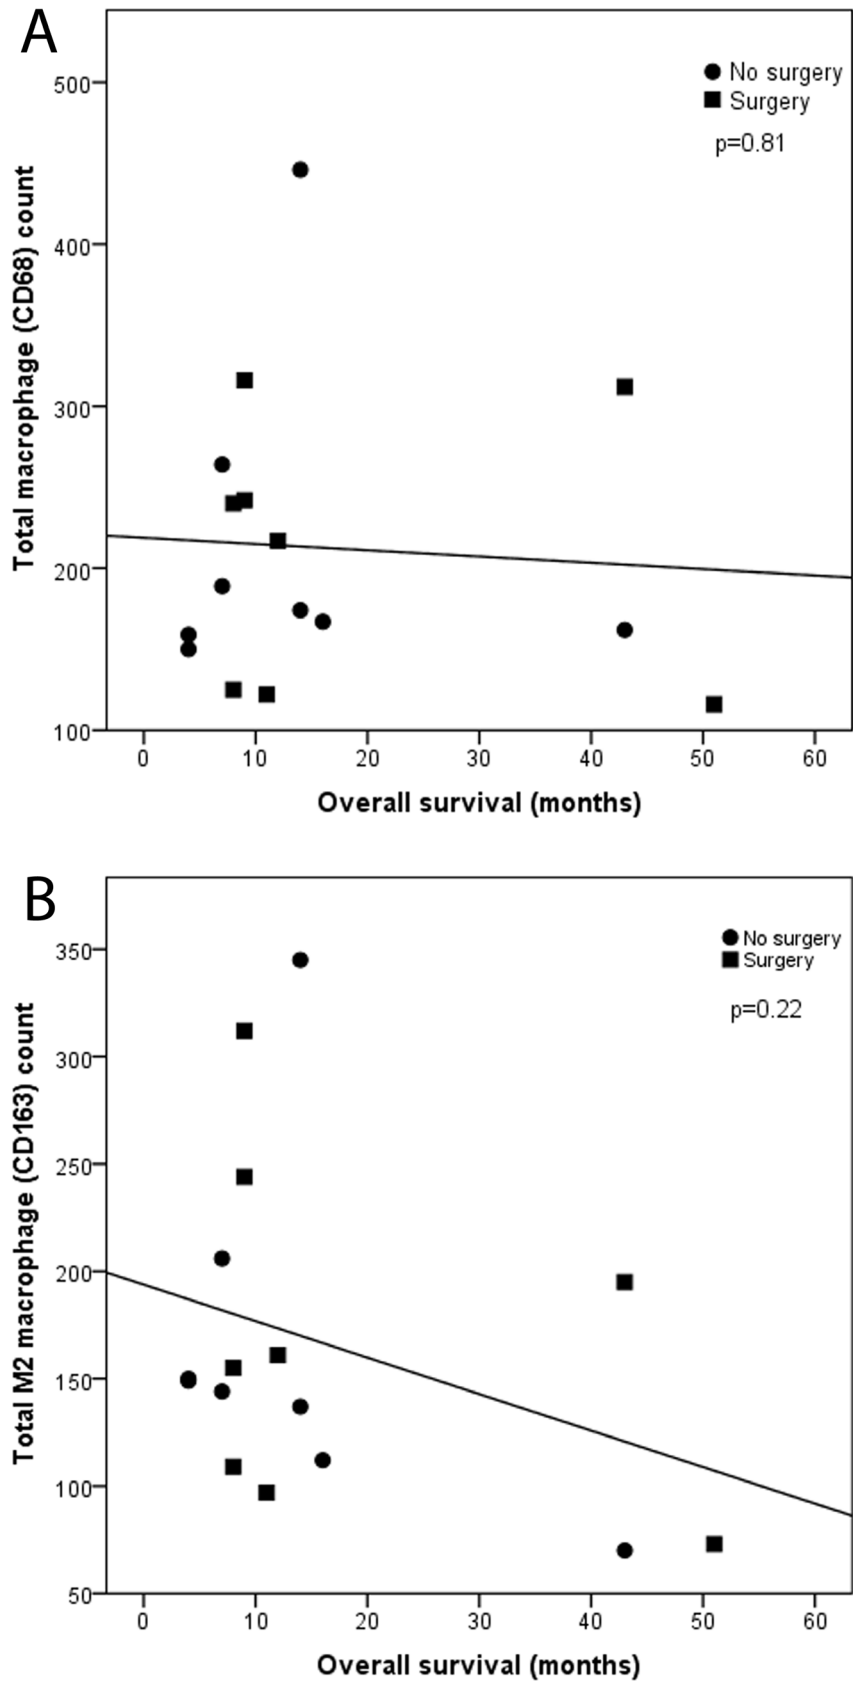 A
No surgery
Surgery
p=0.81
500
400
300
200
100
Total macrophage (CD68) count
0 10 20 30 40 50 60
Overall survival (months)
B
No surgery
Surgery
p=0.22
350
300
250
200
150
100
50
Total M2 macrophage (CD163) count
0 10 20 30 40 50 60
Overall survival (months)